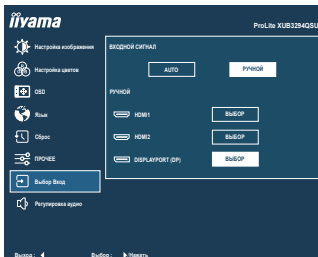 iiyama
ProLite XUB3294QSU
Настройка изображения
Настройка цветов
OSD
Язык
Сброс
ПРОЧЕЕ
Выбор Вход
Регулировка аудио
ВХОДНОЙ СИГНАЛ
AUTO РУЧНОЙ
РУЧНОЙ
HDMI1 ВЫБОР
HDMI2 ВЫБОР
DISPLAYPORT (DP) ВЫБОР
Выход : Выбор : /Нажать